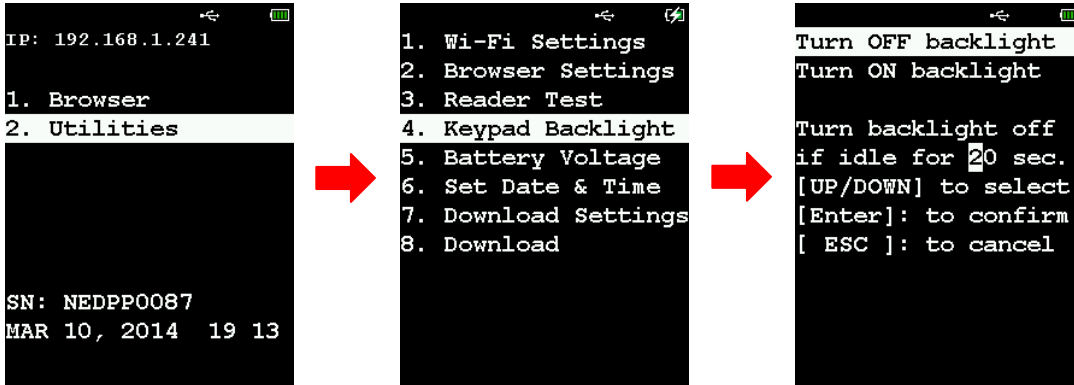 IP: 192.168.1.241
1. Browser
2. Utilities
SN: NEDPP0087
MAR 10, 2014 19 13
1. Wi-Fi Settings
2. Browser Settings
3. Reader Test
4. Keypad Backlight
5. Battery Voltage
6. Set Date & Time
7. Download Settings
8. Download
Turn OFF backlight
Turn ON backlight
Turn backlight off
if idle for 20 sec.
[UP/DOWN] to select
[Enter]: to confirm
[ ESC ]: to cancel